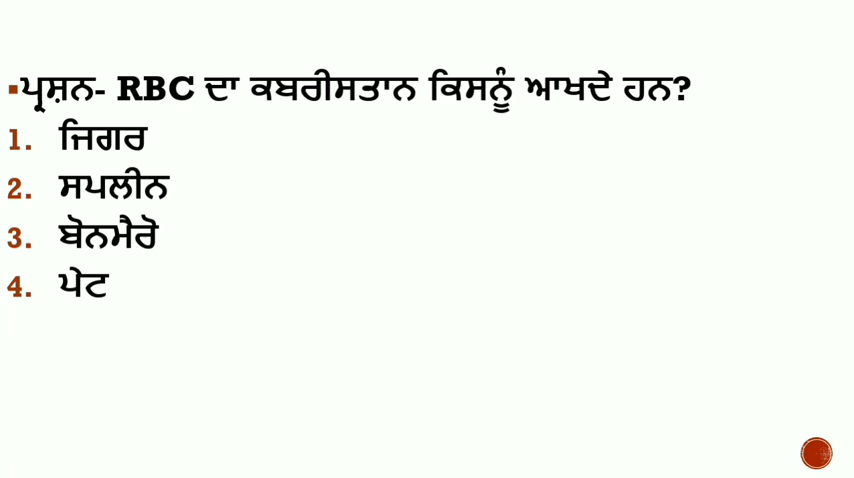 ▪ਪ੍ਰਸ਼ਨ- RBC ਦਾ ਕਬਰੀਸਤਾਨ ਕਿਸਨੂੰ ਆਖਦੇ ਹਨ?
1. ਜਿਗਰ
2. ਸਪਲੀਨ
3. ਬੋਨਮੈਰੋ
4. ਪੇਟ